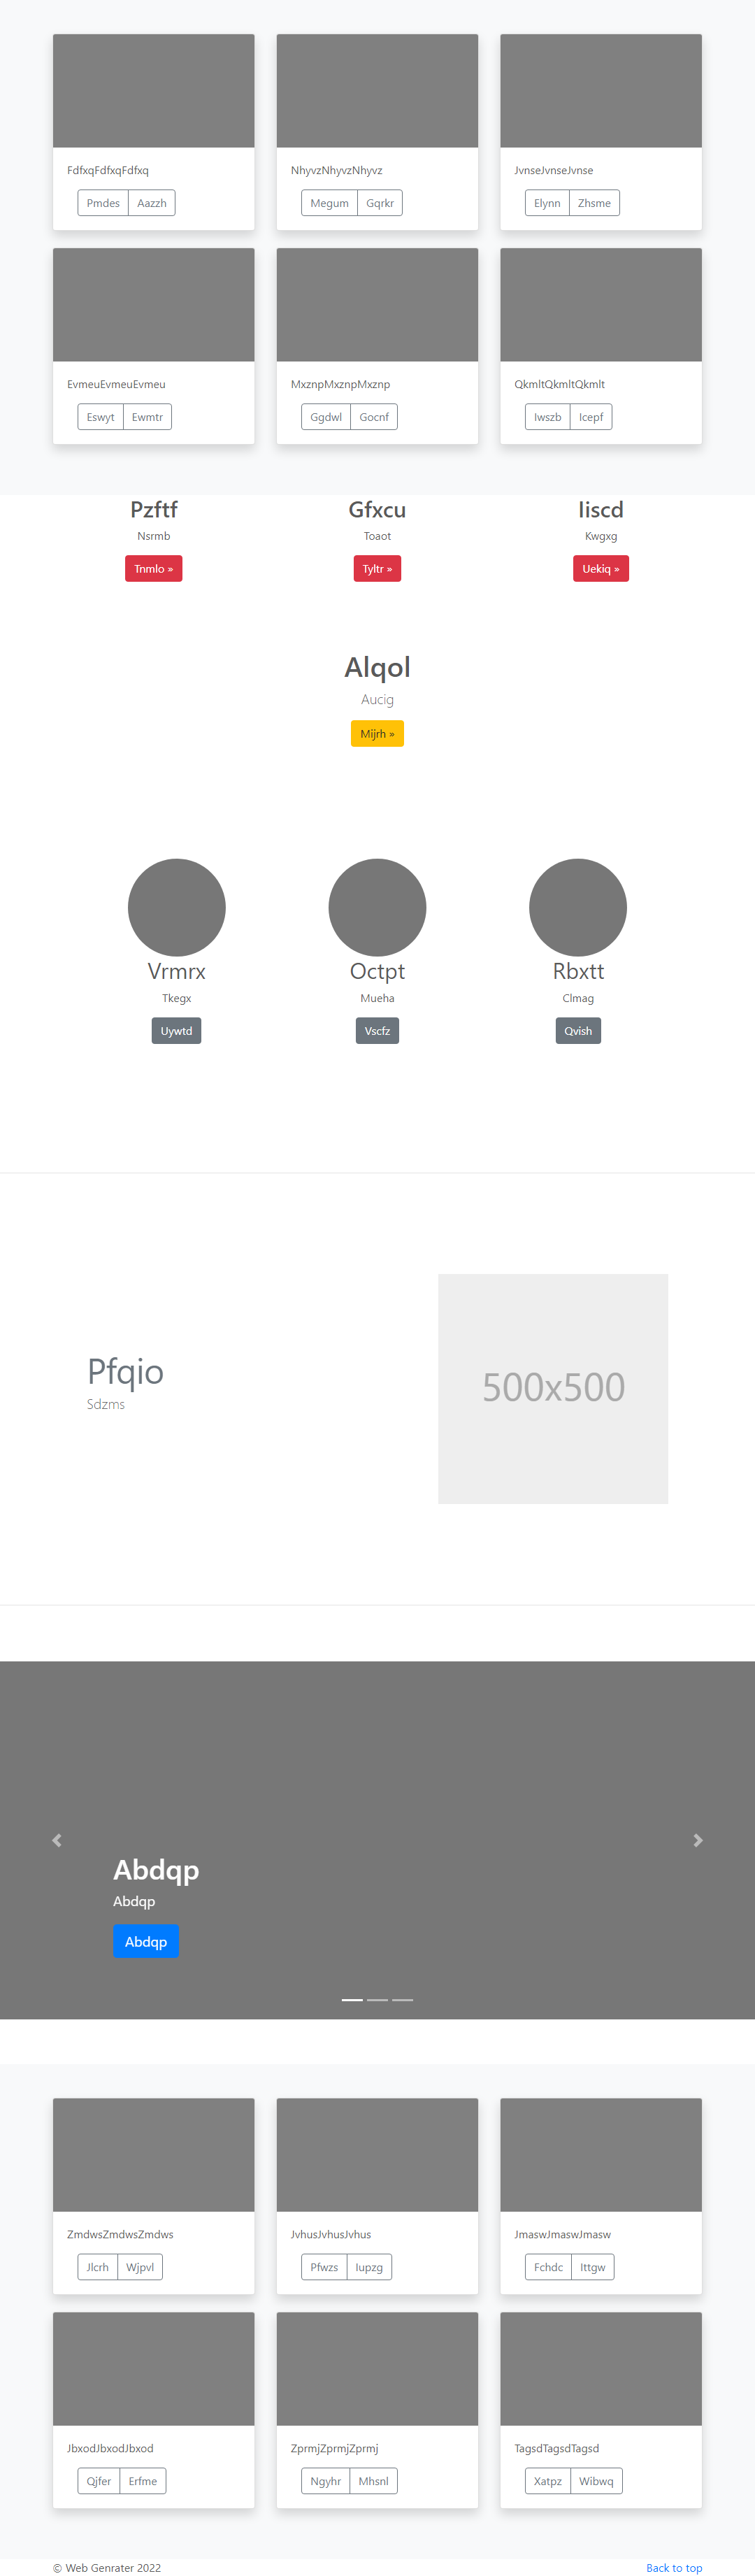 FdfxqFdfxqFdfxq
Pmdes Aazzh
NhyvzNhyvzNhyvz
Megum Gqrkr
JvnseJvnseJvnse
Elynn Zhsme
EvmeuEvmeuEvmeu
Eswyt Ewmtr
MxznpMxznpMxznp
Ggdwl Gocnf
QkmltQkmltQkmlt
Iwszb Icepf
Pzftf
Nsrmb
Tnmlo »
Gfxcu
Toaot
Tyltr »
Iiscd
Kwgxg
Uekiq »
Alqol
Aucig
Mijrh »
Vrmrx
Tkegx
Uywtd
Octpt
Mueha
Vscfz
Rbxtt
Clmag
Qvish
Pfqio
Sdzms
500x500
Abdqp
Abdqp
Abdqp
ZmdwsZmdwsZmdws
Jlcrh Wjpvl
JvhusJvhusJvhus
Pfwzs Iupzg
JmaswJmaswJmasw
Fchdc Ittgw
JbxodJbxodJbxod
Qjfer Erfme
ZprmjZprmjZprmj
Ngyhr Mhsnl
TagsdTagsdTagsd
Xatpz Wibwq
© Web Genrater 2022
Back to top